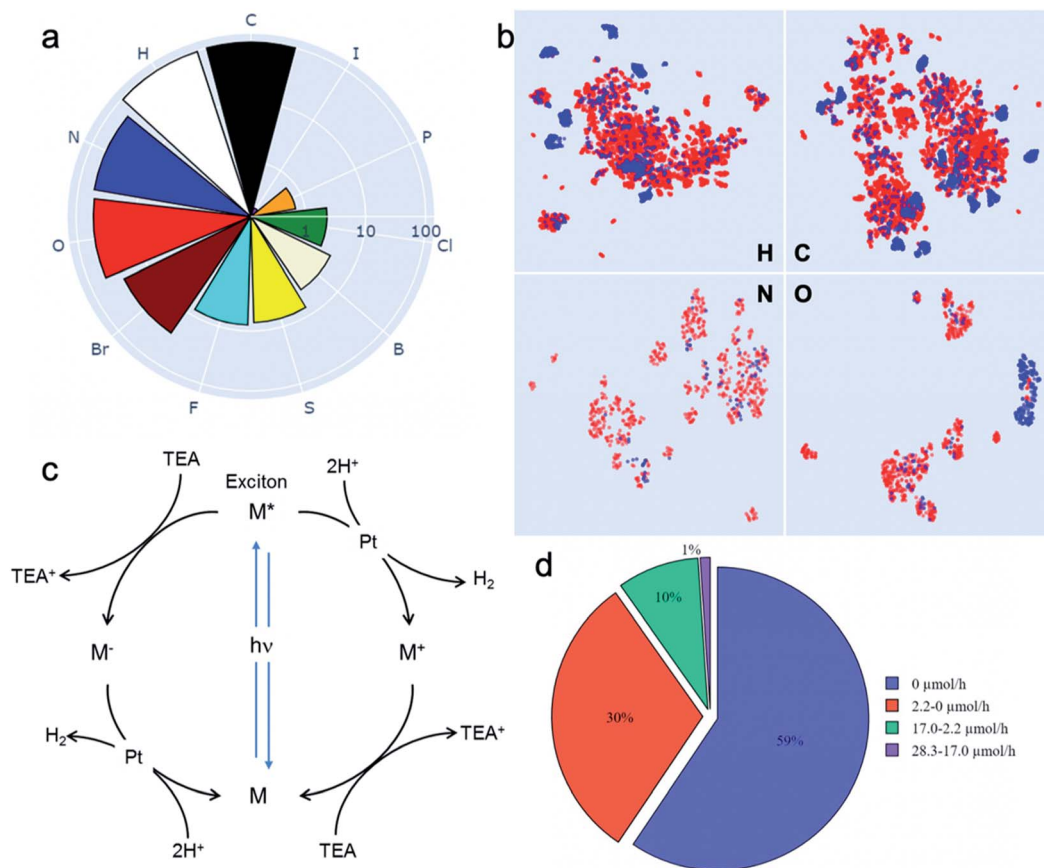 a
C
H
I
N
P
O
1
10
100
Cl
Br
B
F
S
b
H
C
N
O
c
TEA
Exciton
2H⁺
M*
Pt
TEA⁺
H₂
M⁻
hν
M⁺
H₂
TEA⁺
Pt
M
2H⁺
TEA
d
1%
10%
30%
59%
0 µmol/h
2.2-0 µmol/h
17.0-2.2 µmol/h
28.3-17.0 µmol/h